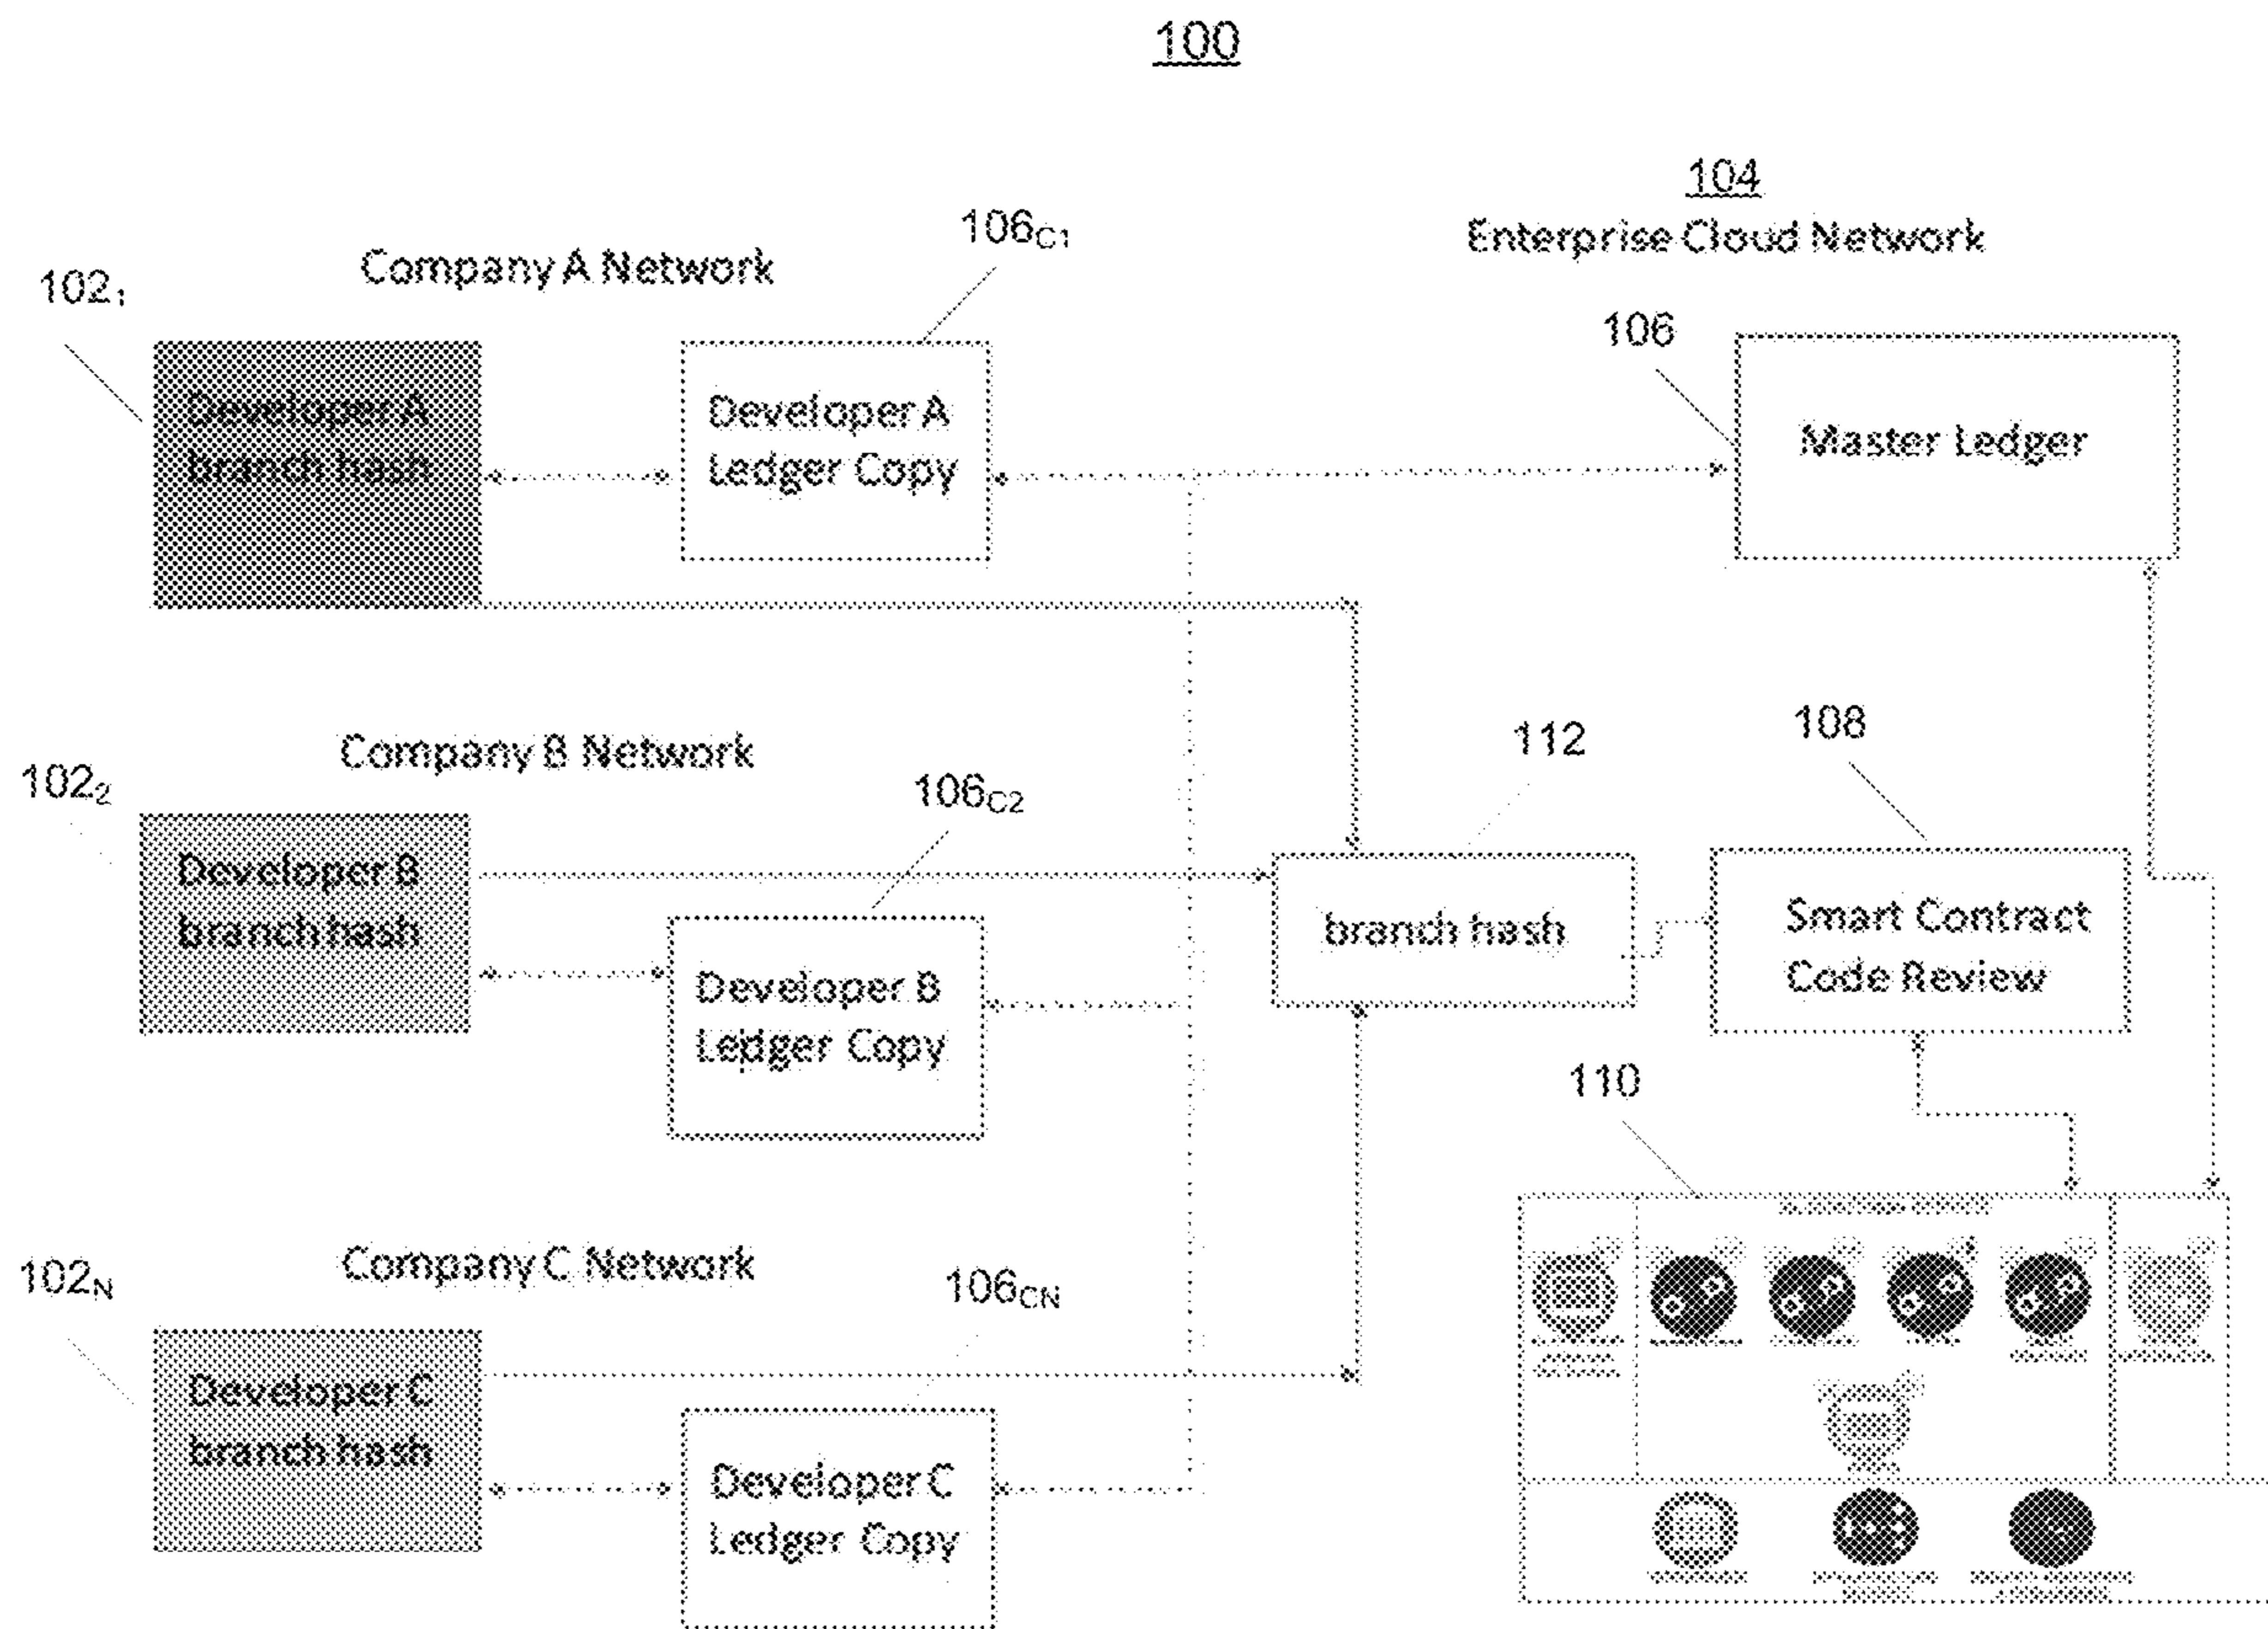 100
104
Enterprise Cloud Network
106C1
Company A Network
102₁
106
Developer A
branch hash
Developer A
Ledger Copy
Master Ledger
Company B Network
112
108
102₂
106C2
Developer B
branch hash
branch hash
Smart Contract
Code Review
Developer B
Ledger Copy
110
Company C Network
102N
106CN
Developer C
branch hash
Developer C
Ledger Copy